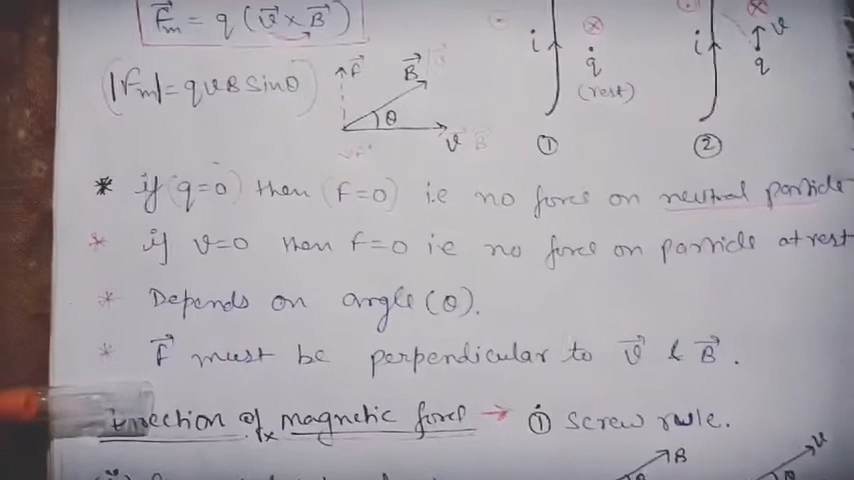 F⃗m = q (v⃗ x B⃗)
|Fm| = qvB sinθ
F⃗
B⃗
θ
v⃗
i
q
(rest)
①
i
v
q
②
* if (q=0) then (f=0) i.e no force on neutral particle
* if v=0 then f=0 i.e no force on particle at rest
* Depends on angle (θ).
* F⃗ must be perpendicular to v⃗ & B⃗.
Direction of magnetic force → ① Screw rule.
B
v
θ